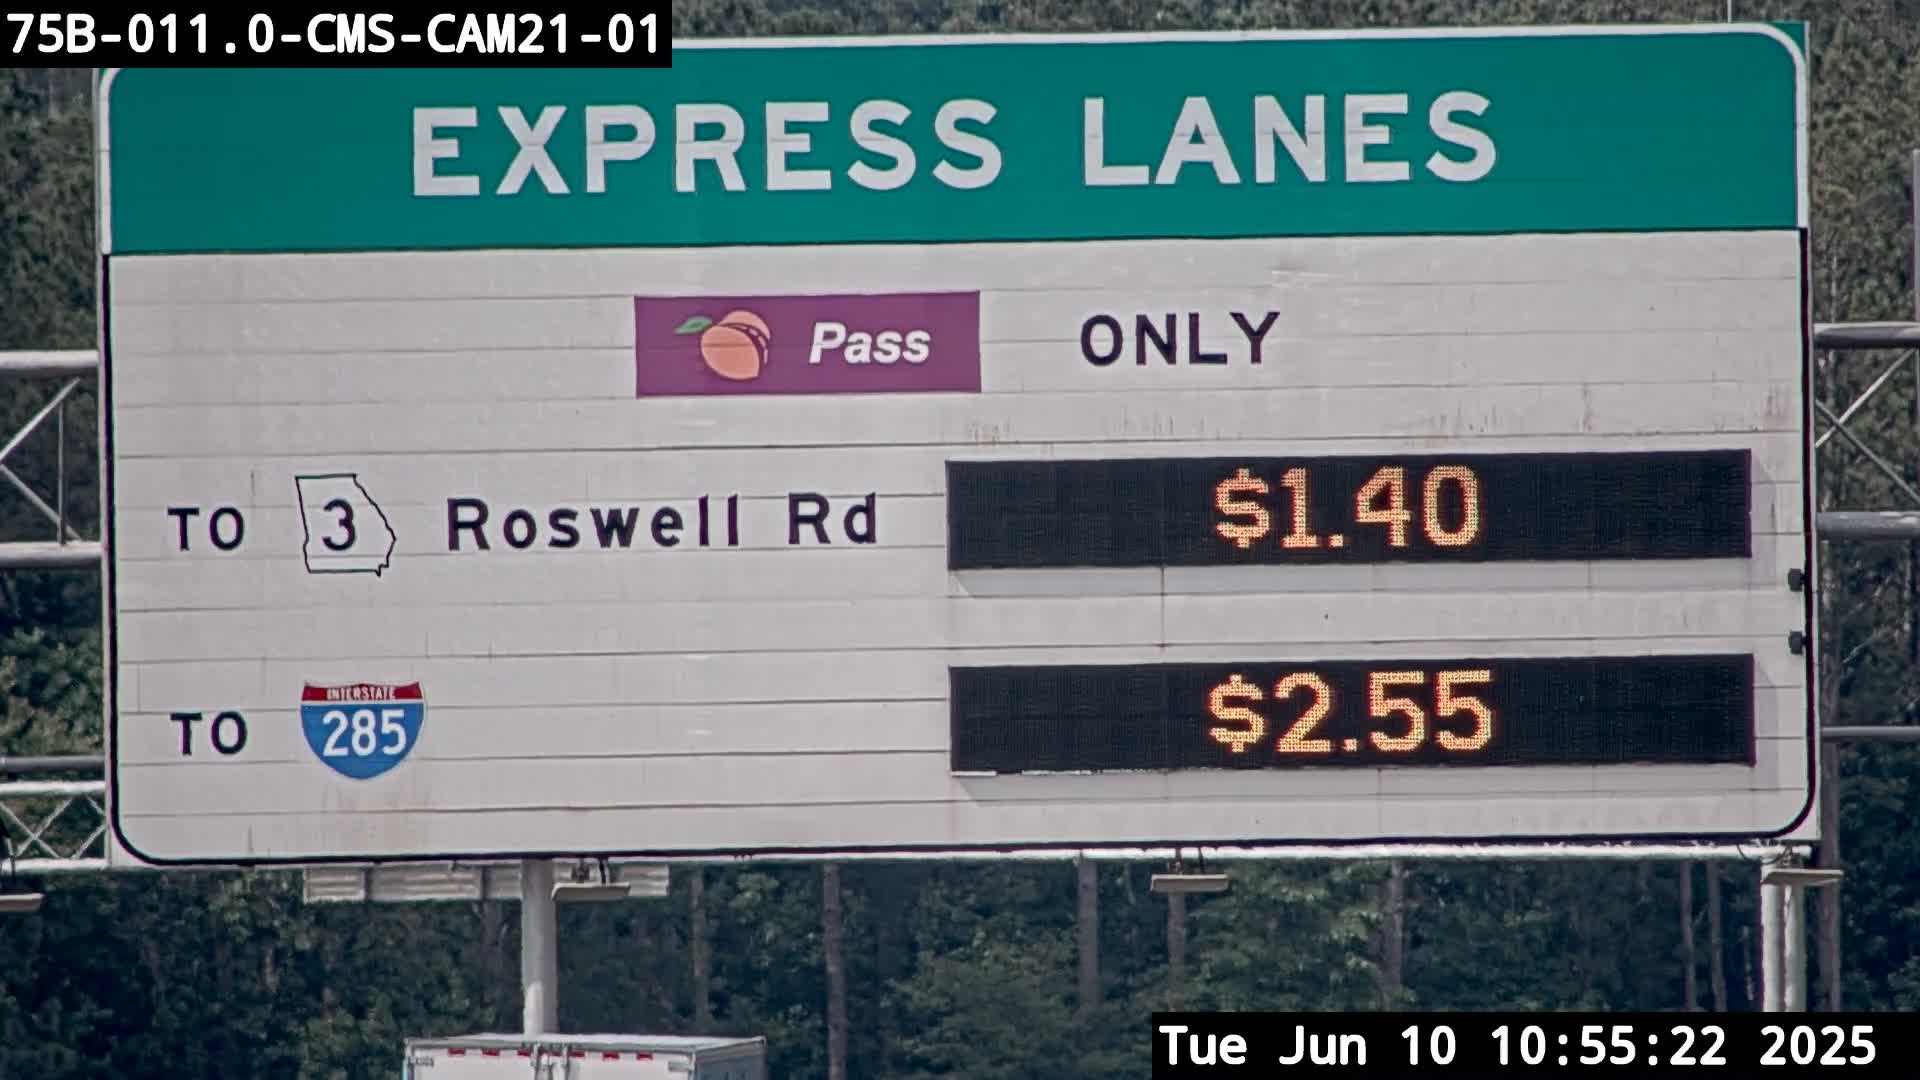 75B-011.0-CMS-CAM21-01
EXPRESS LANES
Pass ONLY
TO 3 Roswell Rd $1.40
TO INTERSTATE 285 $2.55
Tue Jun 10 10:55:22 2025